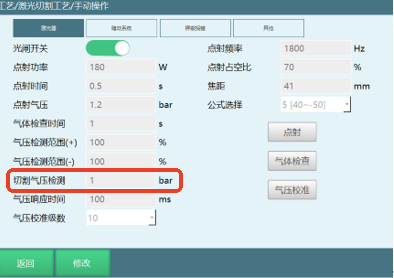 工艺/激光切割工艺/手动操作
激光器 随动系统 焊断接缝 其他
光闸开关 点射频率 1800 Hz
点射功率 180 W 点射占空比 70 %
点射时间 0.5 s 焦距 41 mm
点射气压 1.2 bar 公式选择 5 [40~-50]
气体检查时间 1 s
气压检测范围(+) 100 % 点射
气压检测范围(-) 100 % 气体检查
切割气压检测 1 bar
气压响应时间 100 ms 气压校准
气压校准级数 10
返回 修改